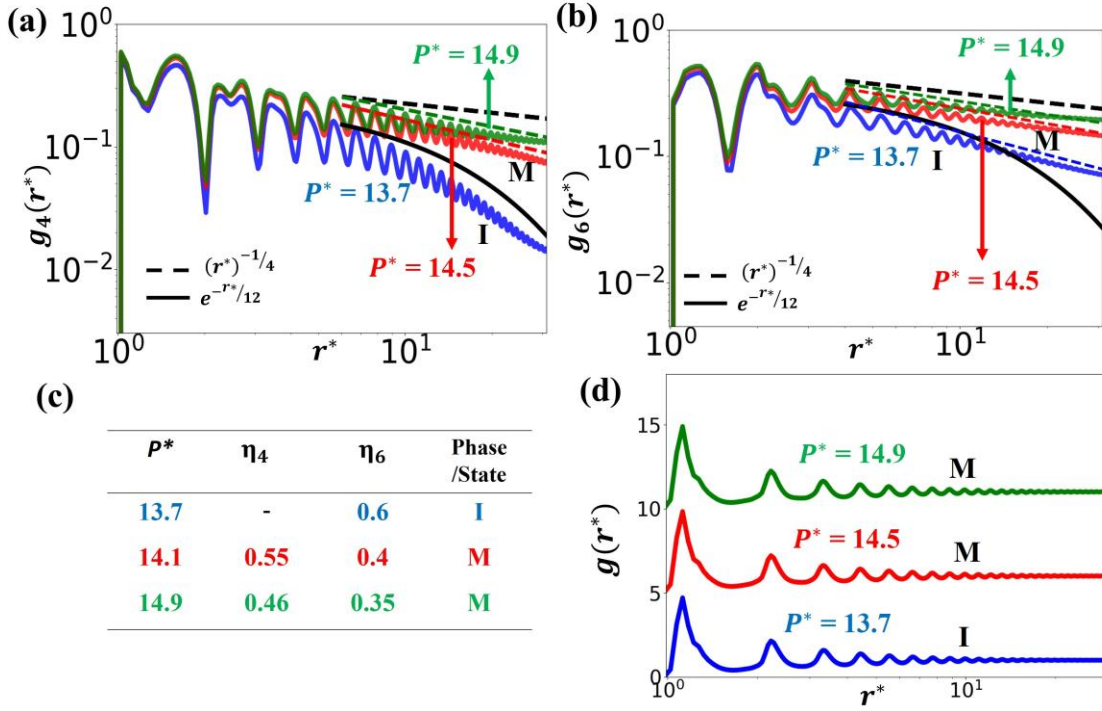 (a)
10⁰
10⁻¹
10⁻²
g₄(r*)
P* = 14.9
M
P* = 13.7
I
P* = 14.5
(r*)⁻¹/⁴
e⁻ʳ*/¹²
10⁰
r*
10¹
(b)
10⁰
10⁻¹
10⁻²
g₆(r*)
P* = 14.9
M
P* = 13.7
I
P* = 14.5
(r*)⁻¹/⁴
e⁻ʳ*/¹²
10⁰
r*
10¹
(c)
P* η₄ η₆ Phase
/State
13.7 - 0.6 I
14.1 0.55 0.4 M
14.9 0.46 0.35 M
(d)
15
10
5
0
g(r*)
P* = 14.9 M
P* = 14.5 M
P* = 13.7 I
10⁰
r*
10¹